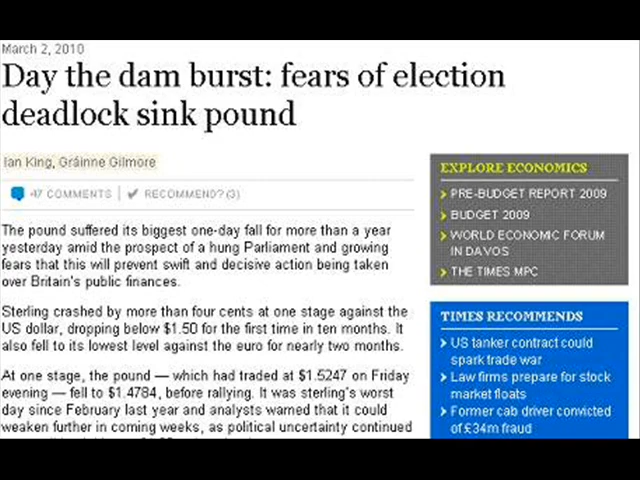 March 2, 2010
Day the dam burst: fears of election
deadlock sink pound
Ian King, Gráinne Gilmore
47 COMMENTS | RECOMMEND? (3)
The pound suffered its biggest one-day fall for more than a year
yesterday amid the prospect of a hung Parliament and growing
fears that this will prevent swift and decisive action being taken
over Britain's public finances.
Sterling crashed by more than four cents at one stage against the
US dollar, dropping below $1.50 for the first time in ten months. It
also fell to its lowest level against the euro for nearly two months.
At one stage, the pound — which had traded at $1.5247 on Friday
evening — fell to $1.4784, before rallying. It was sterling's worst
day since February last year and analysts warned that it could
weaken further in coming weeks, as political uncertainty continued
EXPLORE ECONOMICS
PRE-BUDGET REPORT 2009
BUDGET 2009
WORLD ECONOMIC FORUM
IN DAVOS
THE TIMES MPC
TIMES RECOMMENDS
US tanker contract could
spark trade war
Law firms prepare for stock
market floats
Former cab driver convicted
of £34m fraud